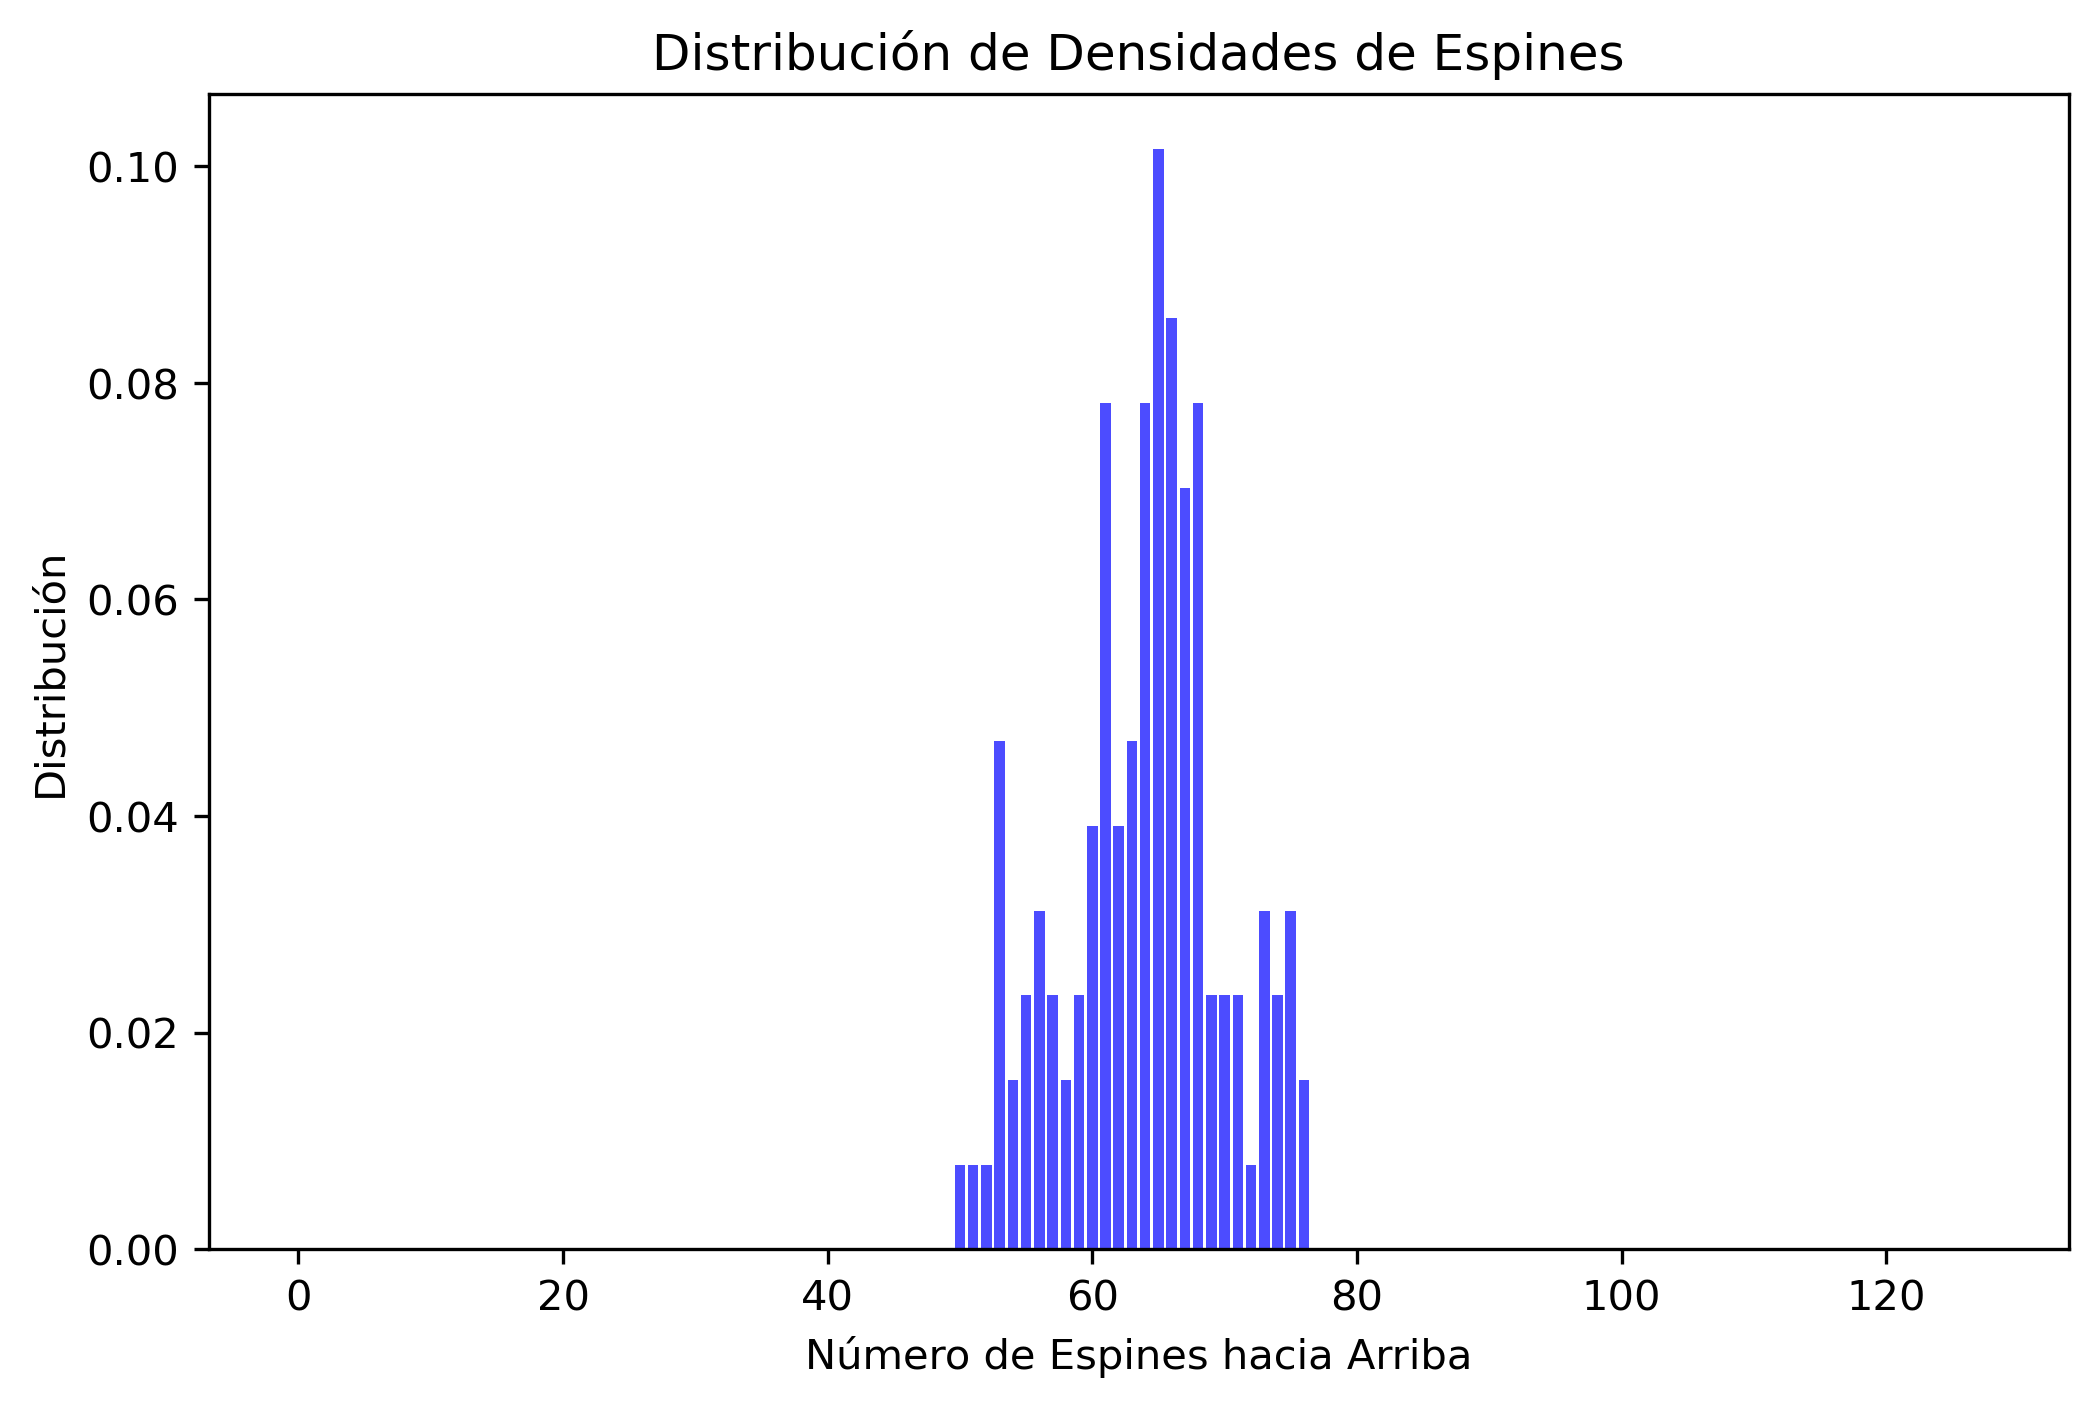 Distribución de Densidades de Espines
0.10
0.08
0.06
0.04
0.02
0.00
Distribución
0 20 40 60 80 100 120
Número de Espines hacia Arriba